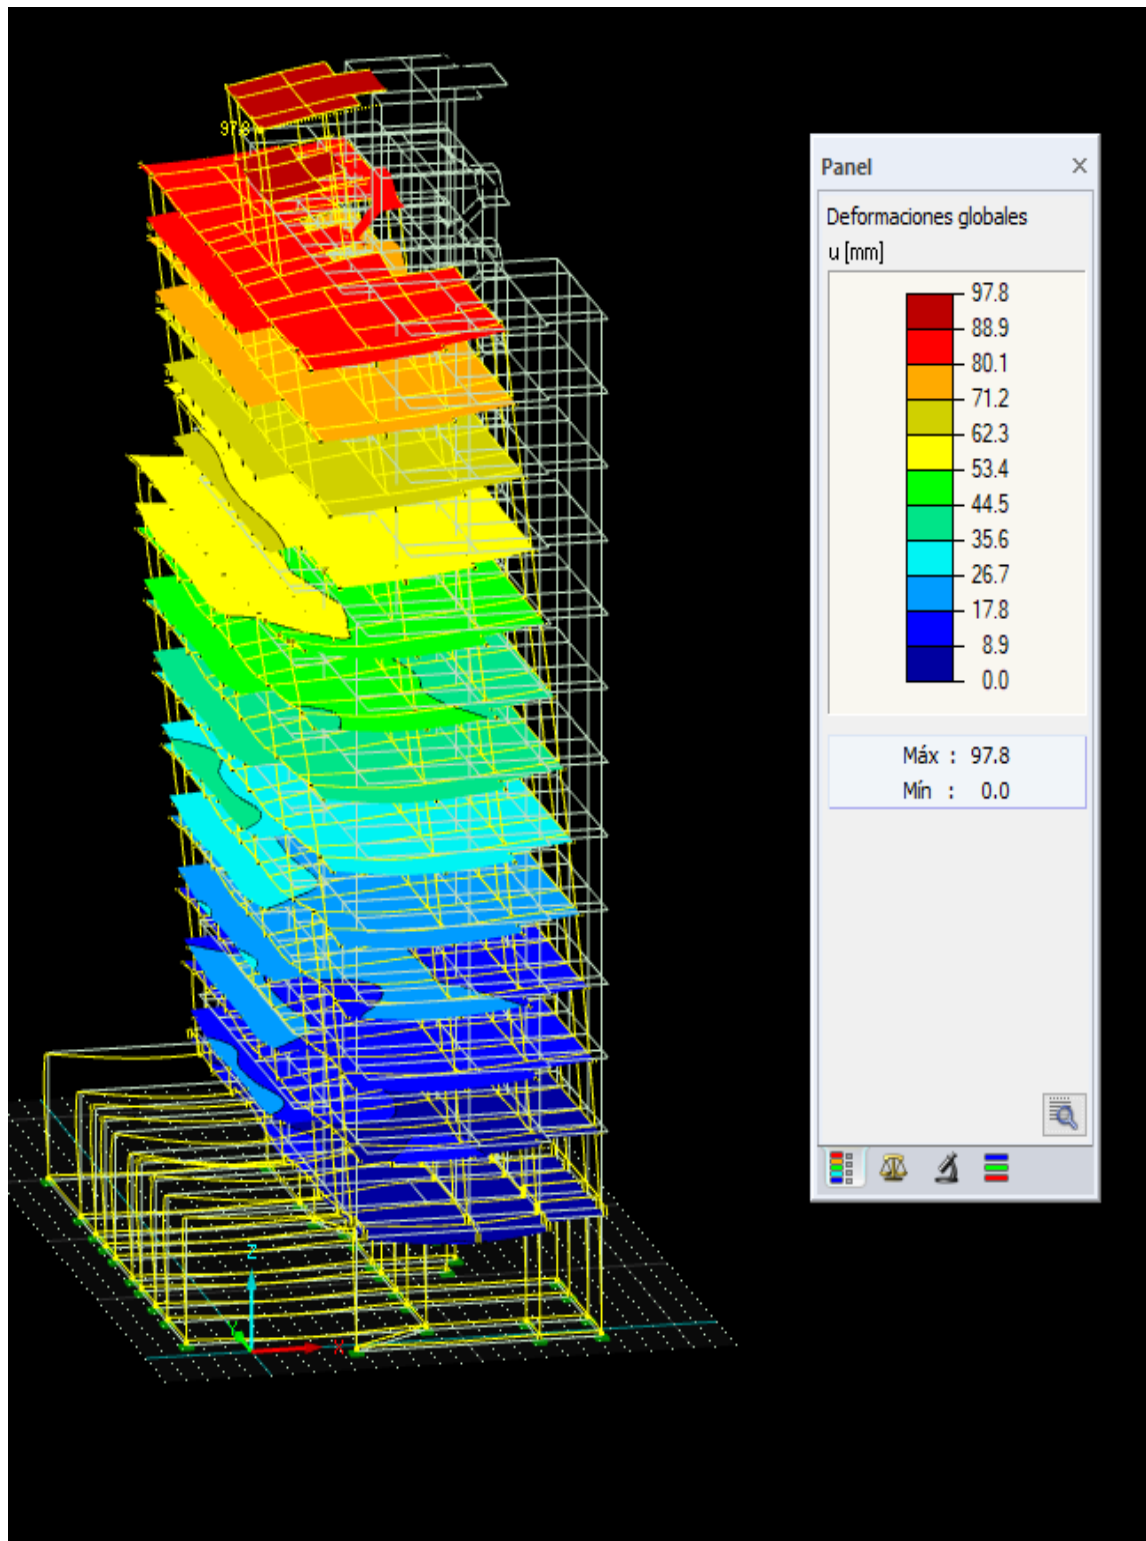 97.8
Panel
Deformaciones globales
u [mm]
97.8
88.9
80.1
71.2
62.3
53.4
44.5
35.6
26.7
17.8
8.9
0.0
Máx : 97.8
Mín : 0.0
Z
Y
X